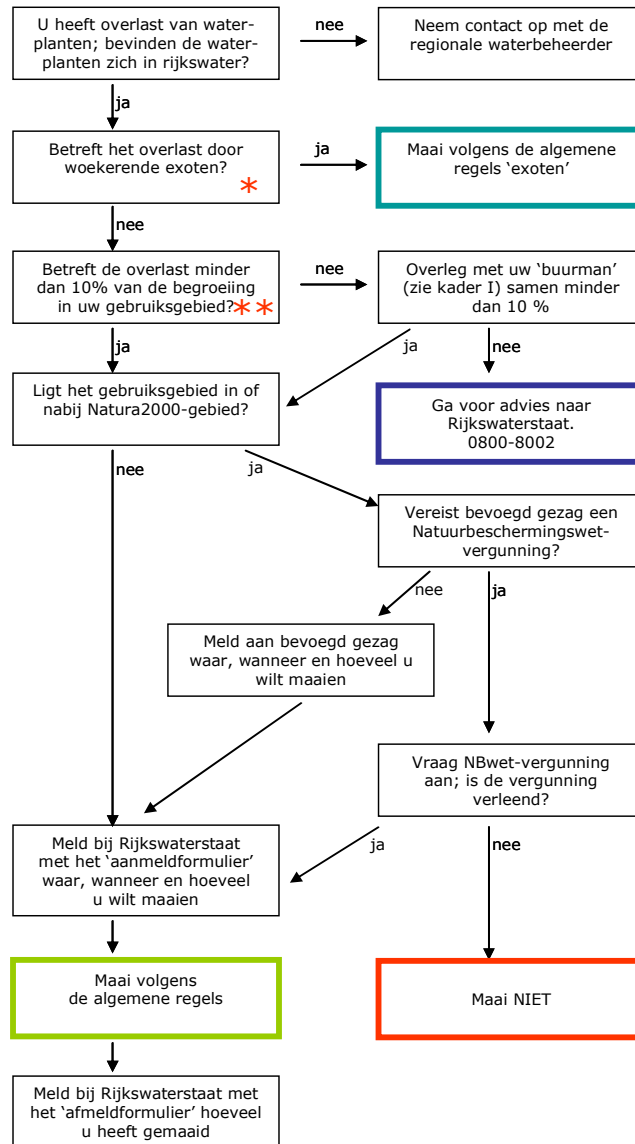 U heeft overlast van water-
planten; bevinden de water-
planten zich in rijkswater?
nee
Neem contact op met de
regionale waterbeheerder
ja
Betreft het overlast door
woekerende exoten?
*
ja
Maai volgens de algemene
regels ‘exoten’
nee
Betreft de overlast minder
dan 10% van de begroeiing
in uw gebruiksgebied?
**
nee
Overleg met uw ‘buurman’
(zie kader I) samen minder
dan 10 %
ja
ja
nee
Ligt het gebruiksgebied in of
nabij Natura2000-gebied?
Ga voor advies naar
Rijkswaterstaat.
0800-8002
nee
ja
Vereist bevoegd gezag een
Natuurbeschermingswet-
vergunning?
nee
ja
Meld aan bevoegd gezag
waar, wanneer en hoeveel u
wilt maaien
Vraag NBwet-vergunning
aan; is de vergunning
verleend?
Meld bij Rijkswaterstaat
met het ‘aanmeldformulier’
waar, wanneer en hoeveel
u wilt maaien
ja
nee
Maai volgens
de algemene regels
Maai NIET
Meld bij Rijkswaterstaat met
het ‘afmeldformulier’ hoeveel
u heeft gemaaid